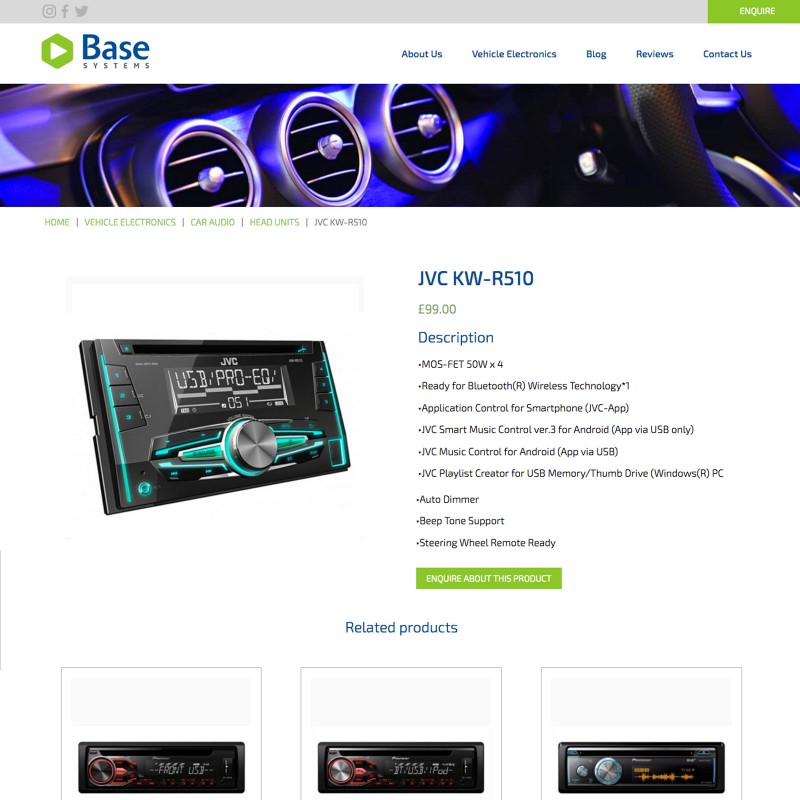 ENQUIRE
Base
SYSTEMS
About Us
Vehicle Electronics
Blog
Reviews
Contact Us
HOME | VEHICLE ELECTRONICS | CAR AUDIO | HEAD UNITS | JVC KW-R510
JVC KW-R510
£99.00
Description
•MOS-FET 50W x 4
•Ready for Bluetooth(R) Wireless Technology*1
•Application Control for Smartphone (JVC-App)
•JVC Smart Music Control ver.3 for Android (App via USB only)
•JVC Music Control for Android (App via USB)
•JVC Playlist Creator for USB Memory/Thumb Drive (Windows(R) PC
•Auto Dimmer
•Beep Tone Support
•Steering Wheel Remote Ready
ENQUIRE ABOUT THIS PRODUCT
JVC
KW-R510
USB/PRO-EQ/
051
Related products
Pioneer
FRONT USB
Pioneer
BT/USB/iPod
Pioneer